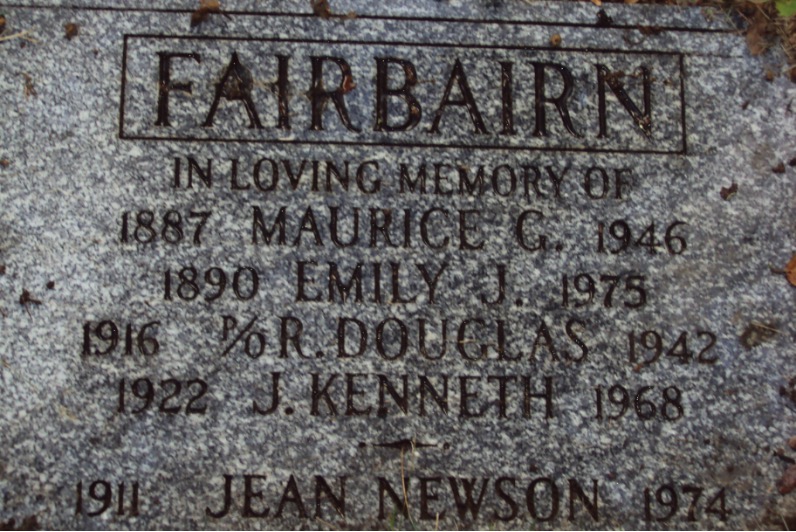 FAIRBAIRN
IN LOVING MEMORY OF
1887 MAURICE G. 1946
1890 EMILY J. 1975
1916 P/O R. DOUGLAS 1942
1922 J. KENNETH 1968
1911 JEAN NEWSON 1974